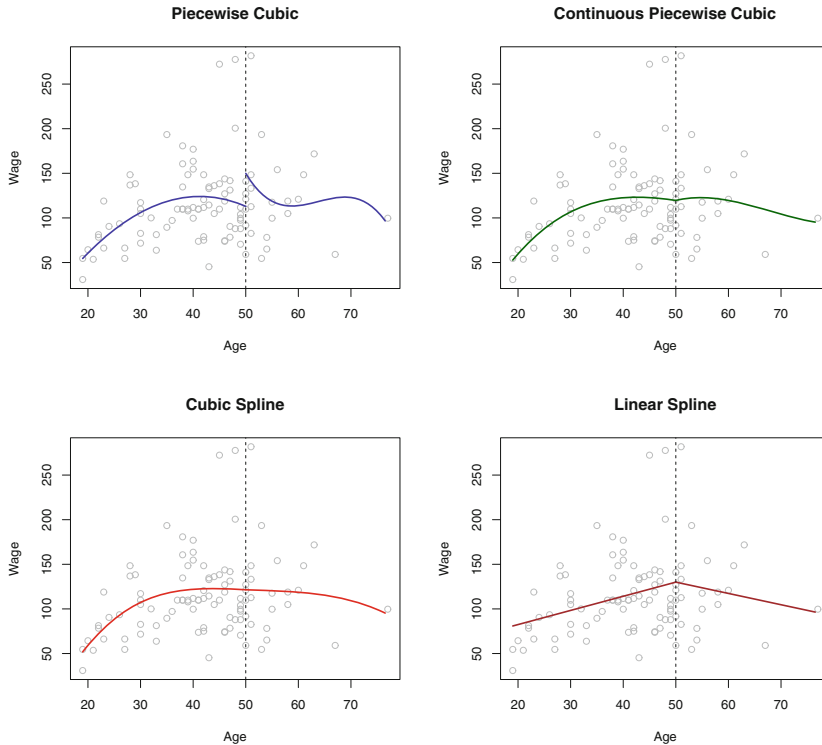 Piecewise Cubic
Wage
50 100 150 200 250
20 30 40 50 60 70
Age
Continuous Piecewise Cubic
Wage
50 100 150 200 250
20 30 40 50 60 70
Age
Cubic Spline
Wage
50 100 150 200 250
20 30 40 50 60 70
Age
Linear Spline
Wage
50 100 150 200 250
20 30 40 50 60 70
Age